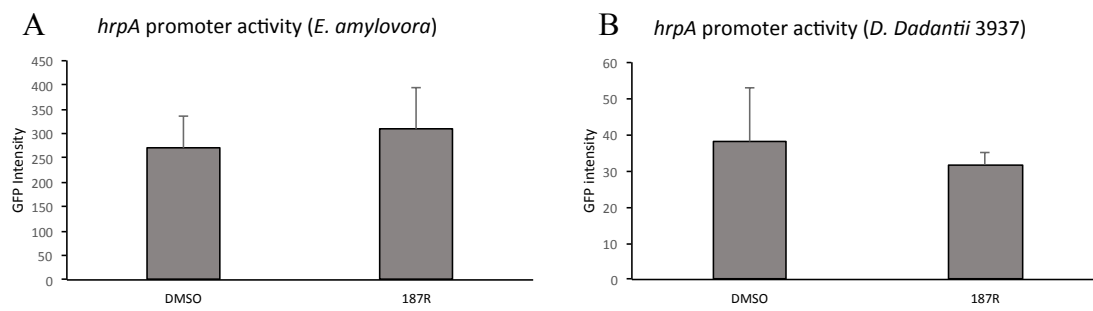 A
hrpA promoter activity (E. amylovora)
450
400
350
300
250
200
150
100
50
0
GFP Intensity
DMSO
187R
B
hrpA promoter activity (D. Dadantii 3937)
60
50
40
30
20
10
0
GFP intensity
DMSO
187R